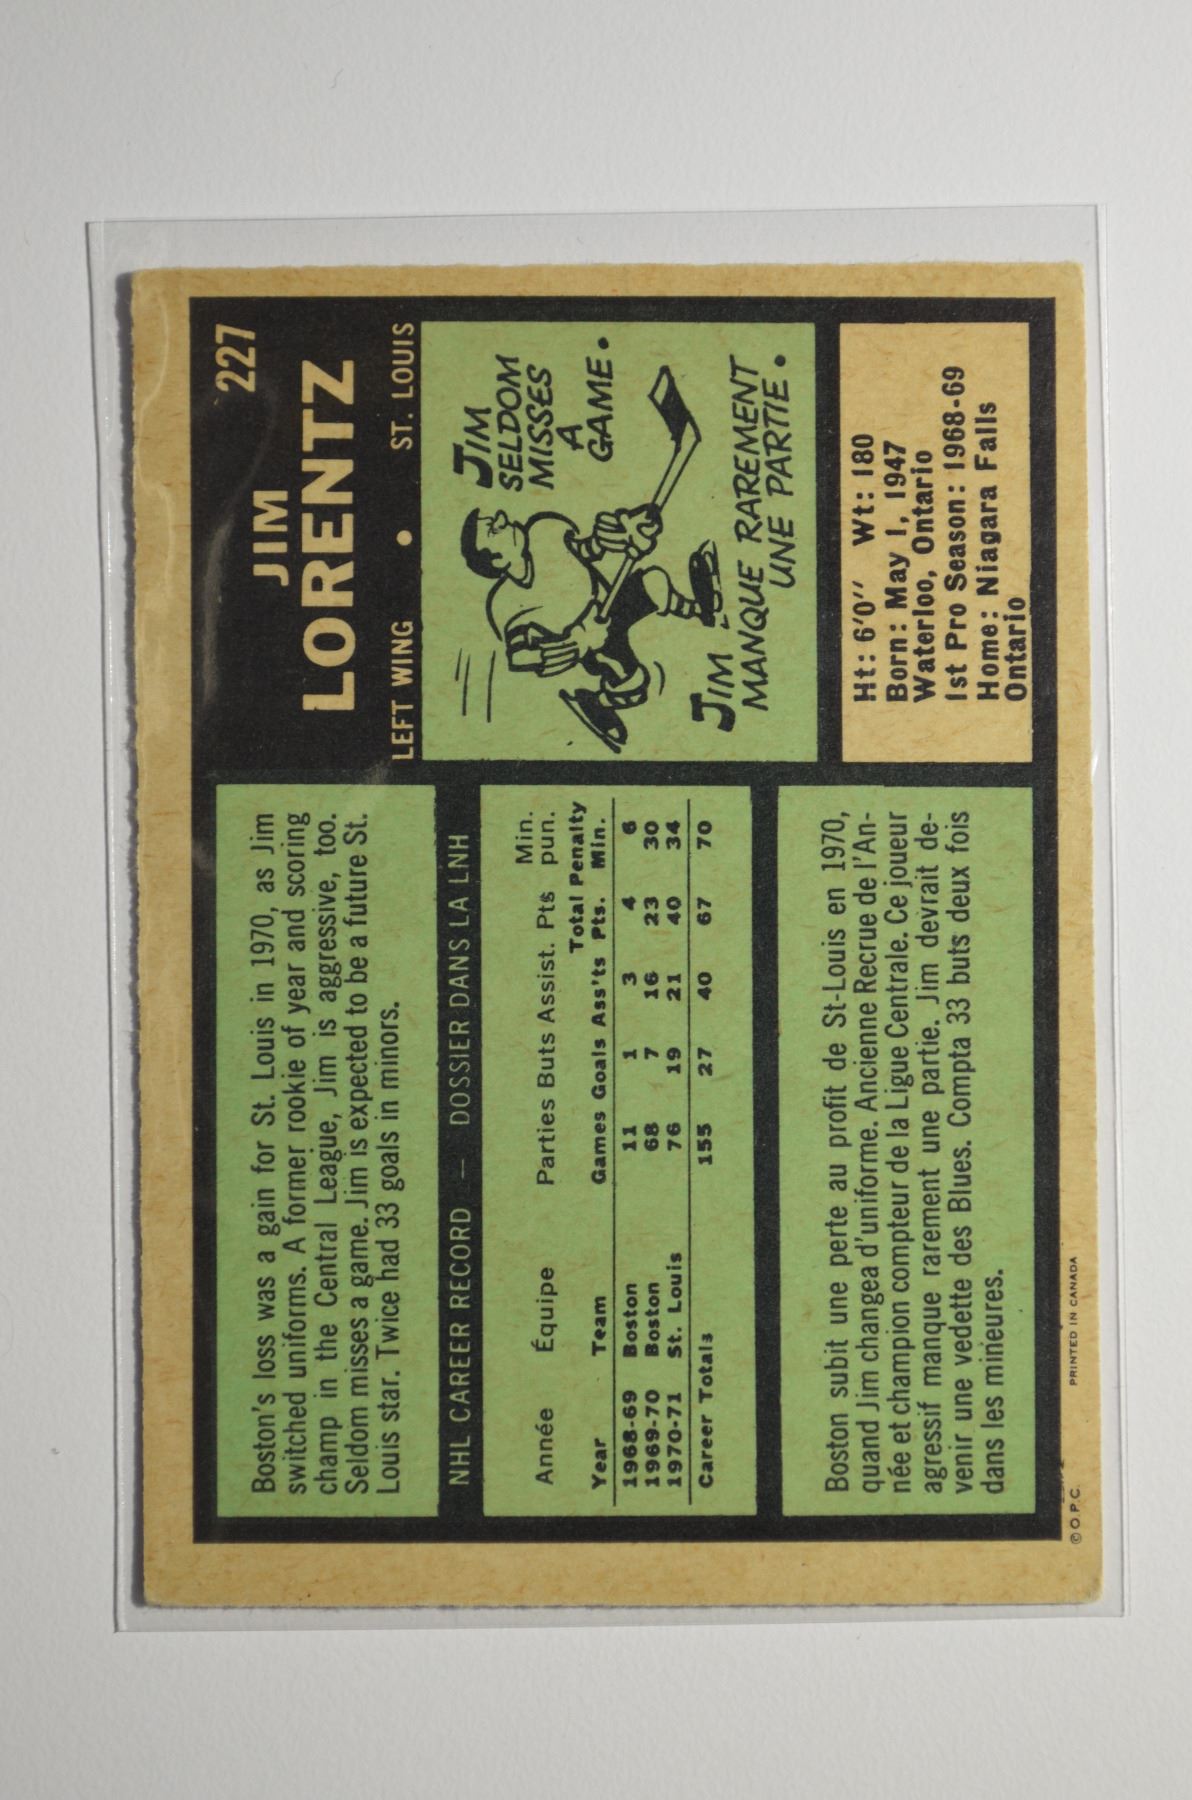 Boston's loss was a gain for St. Louis in 1970, as Jim
switched uniforms. A former rookie of year and scoring
champ in the Central League, Jim is aggressive, too.
Seldom misses a game. Jim is expected to be a future St.
Louis star. Twice had 33 goals in minors.
227
JIM
LORENTZ
LEFT WING • ST. LOUIS
NHL CAREER RECORD — DOSSIER DANS LA LNH
Année Équipe Parties Buts Assist. Pts Min. pun.
Year Team Games Goals Ass'ts Total Pts. Penalty Min.
1968-69 Boston 11 1 3 4 6
1969-70 Boston 68 7 16 23 30
1970-71 St. Louis 76 19 21 40 34
Career Totals 155 27 40 67 70
JIM
SELDOM
MISSES
A
GAME.
JIM
MANQUE RAREMENT
UNE PARTIE.
Boston subit une perte au profit de St-Louis en 1970,
quand Jim changea d'uniforme. Ancienne Recrue de l'An-
née et champion compteur de la Ligue Centrale. Ce joueur
agressif manque rarement une partie. Jim devrait de-
venir une vedette des Blues. Compta 33 buts deux fois
dans les mineures.
Ht: 6'0" Wt: 180
Born: May 1, 1947
Waterloo, Ontario
1st Pro Season: 1968-69
Home: Niagara Falls
Ontario
© O.P.C. PRINTED IN CANADA